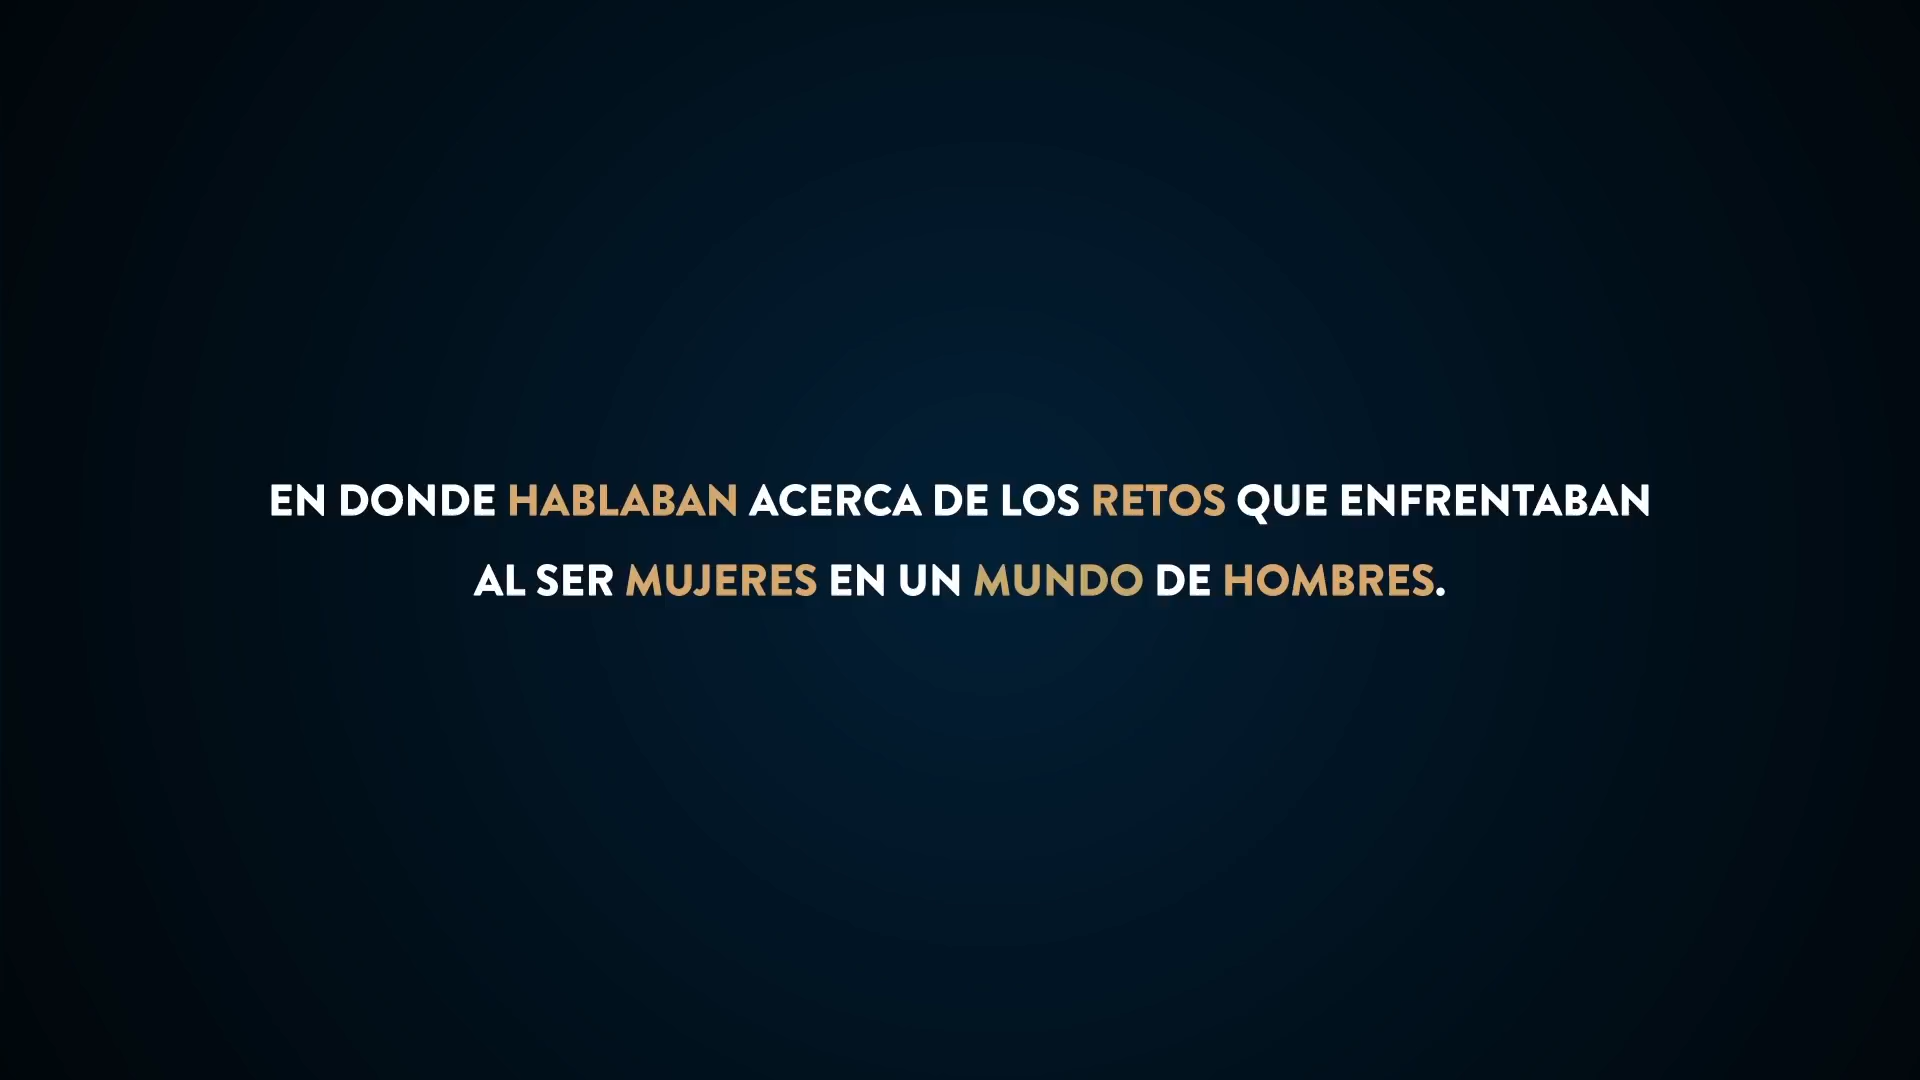 EN DONDE HABLABAN ACERCA DE LOS RETOS QUE ENFRENTABAN
AL SER MUJERES EN UN MUNDO DE HOMBRES.